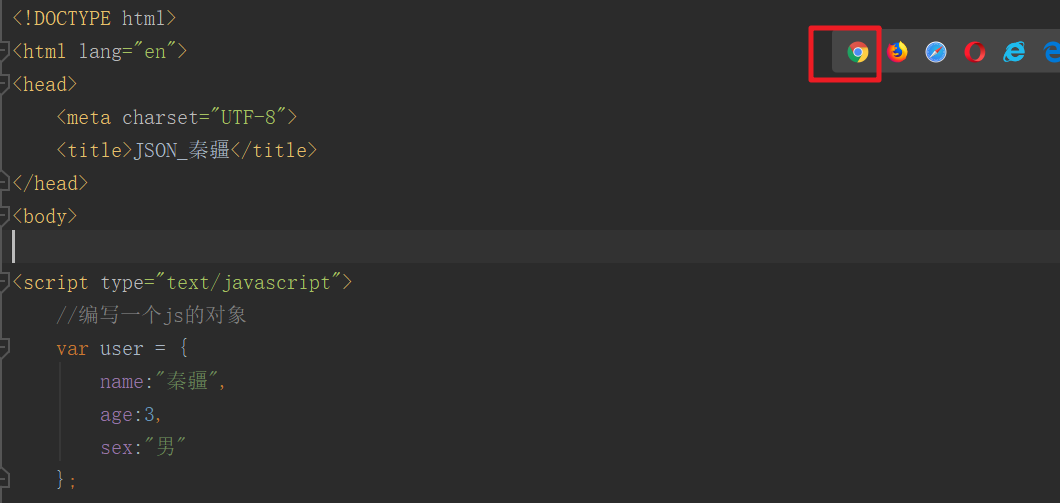 <!DOCTYPE html>
<html lang="en">
<head>
    <meta charset="UTF-8">
    <title>JSON_秦疆</title>
</head>
<body>

<script type="text/javascript">
    //编写一个js的对象
    var user = {
        name:"秦疆",
        age:3,
        sex:"男"
    };